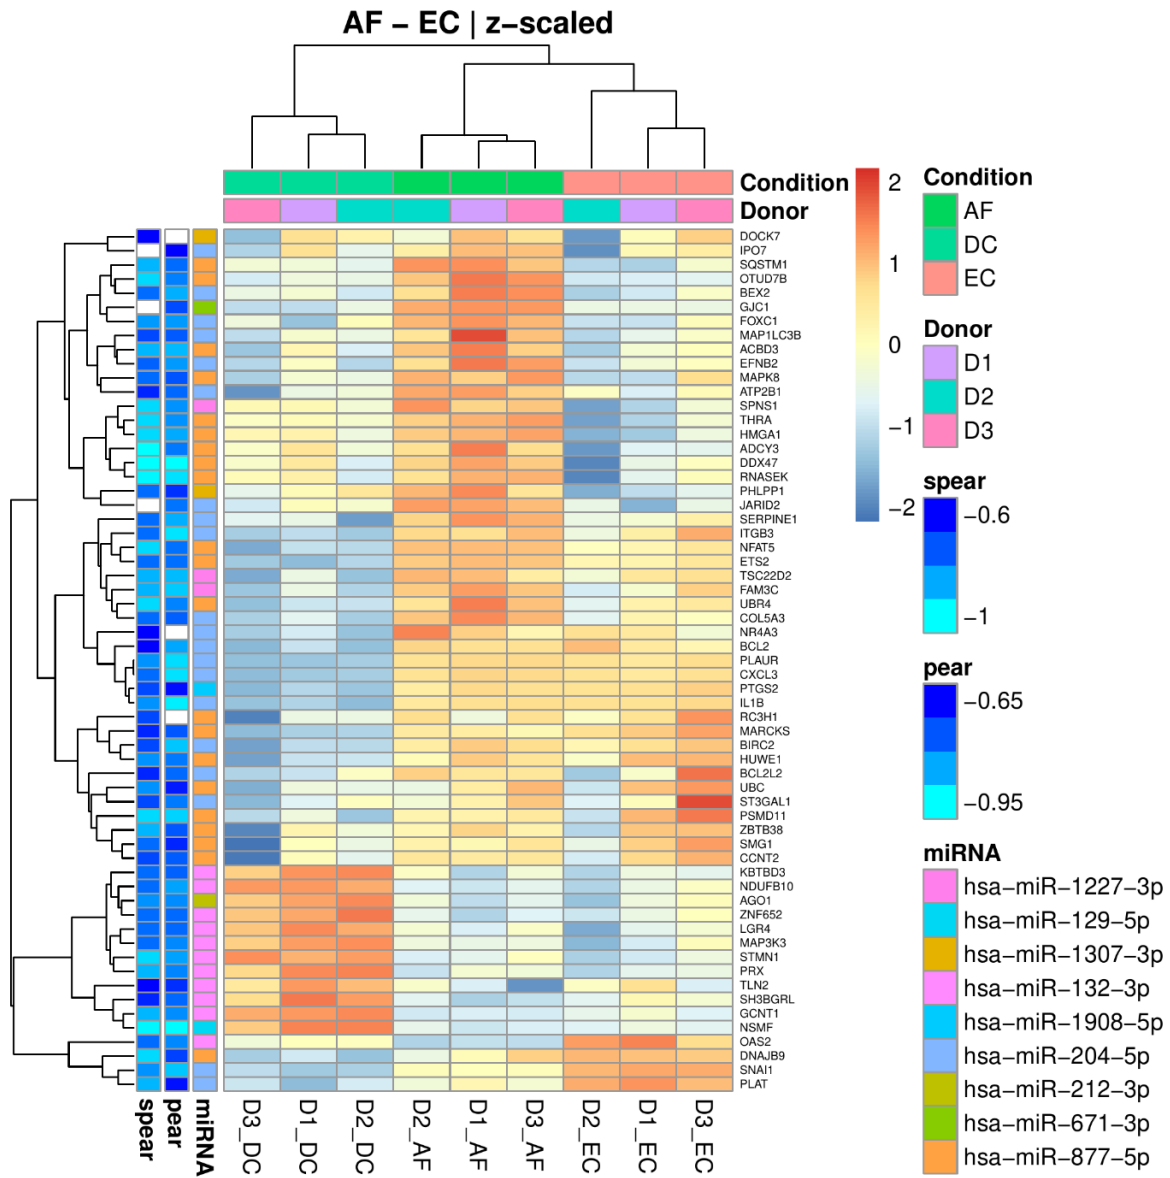 AF − EC | z−scaled
Condition
Donor
DOCK7
IPO7
SQSTM1
OTUD7B
BEX2
GJC1
FOXC1
MAP1LC3B
ACBD3
EFNB2
MAPK8
ATP2B1
SPNS1
THRA
HMGA1
ADCY3
DDX47
RNASEK
PHLPP1
JARID2
SERPINE1
ITGB3
NFAT5
ETS2
TSC22D2
FAM3C
UBR4
COL5A3
NR4A3
BCL2
PLAUR
CXCL3
PTGS2
IL1B
RC3H1
MARCKS
BIRC2
HUWE1
BCL2L2
UBC
ST3GAL1
PSMD11
ZBTB38
SMG1
CCNT2
KBTBD3
NDUFB10
AGO1
ZNF652
LGR4
MAP3K3
STMN1
PRX
TLN2
SH3BGRL
GCNT1
NSMF
OAS2
DNAJB9
SNAI1
PLAT
spear
pear
miRNA
D3_DC
D1_DC
D2_DC
D2_AF
D1_AF
D3_AF
D2_EC
D1_EC
D3_EC
2
1
0
−1
−2
Condition
AF
DC
EC
Donor
D1
D2
D3
spear
−0.6
−1
pear
−0.65
−0.95
miRNA
hsa−miR−1227−3p
hsa−miR−129−5p
hsa−miR−1307−3p
hsa−miR−132−3p
hsa−miR−1908−5p
hsa−miR−204−5p
hsa−miR−212−3p
hsa−miR−671−3p
hsa−miR−877−5p